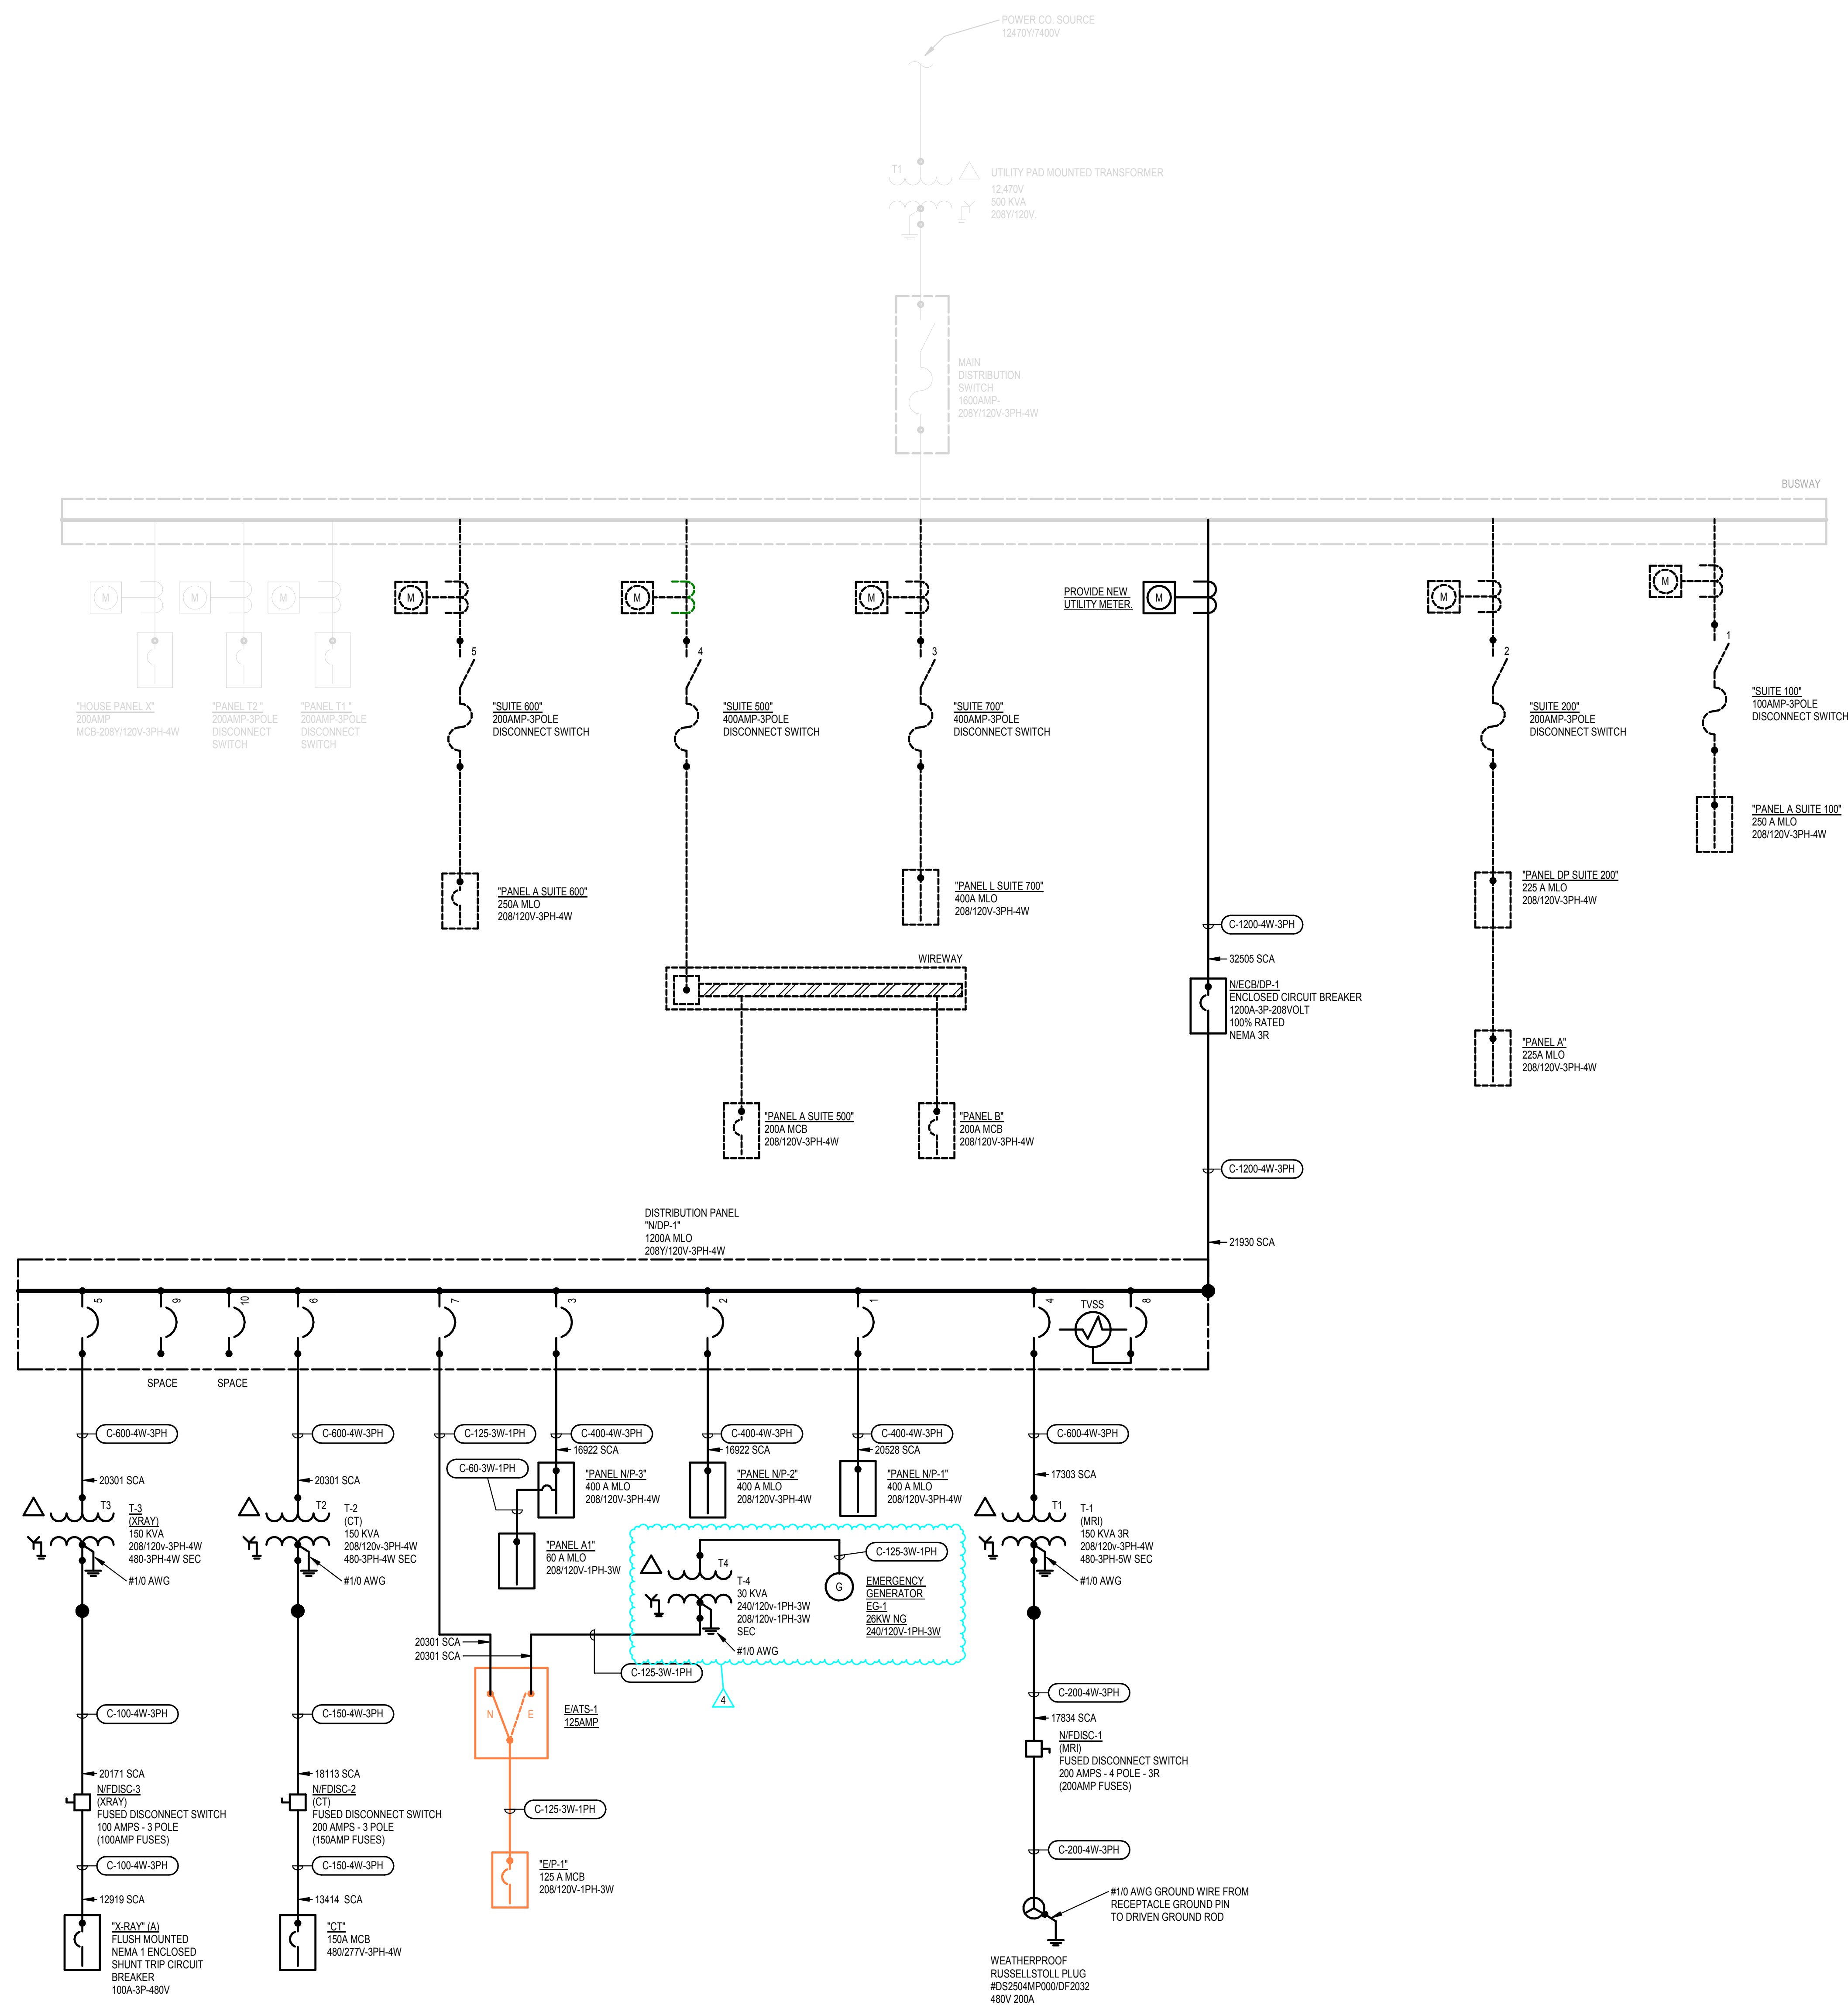 POWER CO. SOURCE
12470Y/7400V
T1
UTILITY PAD MOUNTED TRANSFORMER
12,470V
500 KVA
208Y/120V.
MAIN
DISTRIBUTION
SWITCH
1600AMP-
208Y/120V-3PH-4W
BUSWAY
M
M
M
M
M
M
PROVIDE NEW
UTILITY METER.
M
M
M
"HOUSE PANEL X"
200AMP
MCB-208Y/120V-3PH-4W
"PANEL T2 "
200AMP-3POLE
DISCONNECT
SWITCH
"PANEL T1 "
200AMP-3POLE
DISCONNECT
SWITCH
5
"SUITE 600"
200AMP-3POLE
DISCONNECT SWITCH
4
"SUITE 500"
400AMP-3POLE
DISCONNECT SWITCH
3
"SUITE 700"
400AMP-3POLE
DISCONNECT SWITCH
2
"SUITE 200"
200AMP-3POLE
DISCONNECT SWITCH
1
"SUITE 100"
100AMP-3POLE
DISCONNECT SWITCH
"PANEL A SUITE 100"
250 A MLO
208/120V-3PH-4W
"PANEL A SUITE 600"
250A MLO
208/120V-3PH-4W
"PANEL L SUITE 700"
400A MLO
208/120V-3PH-4W
"PANEL DP SUITE 200"
225 A MLO
208/120V-3PH-4W
C-1200-4W-3PH
32505 SCA
WIREWAY
N/ECB/DP-1
ENCLOSED CIRCUIT BREAKER
1200A-3P-208VOLT
100% RATED
NEMA 3R
"PANEL A"
225A MLO
208/120V-3PH-4W
"PANEL A SUITE 500"
200A MCB
208/120V-3PH-4W
"PANEL B"
200A MCB
208/120V-3PH-4W
C-1200-4W-3PH
DISTRIBUTION PANEL
"N/DP-1"
1200A MLO
208Y/120V-3PH-4W
21930 SCA
5
9
10
6
7
3
2
1
4
TVSS
8
SPACE
SPACE
C-600-4W-3PH
C-600-4W-3PH
C-125-3W-1PH
C-400-4W-3PH
C-400-4W-3PH
C-400-4W-3PH
C-600-4W-3PH
20301 SCA
20301 SCA
16922 SCA
16922 SCA
20528 SCA
17303 SCA
C-60-3W-1PH
"PANEL N/P-3"
400 A MLO
208/120V-3PH-4W
"PANEL N/P-2"
400 A MLO
208/120V-3PH-4W
"PANEL N/P-1"
400 A MLO
208/120V-3PH-4W
T3
T-3
(XRAY)
150 KVA
208/120v-3PH-4W
480-3PH-4W SEC
#1/0 AWG
T2
T-2
(CT)
150 KVA
208/120v-3PH-4W
480-3PH-4W SEC
#1/0 AWG
"PANEL A1"
60 A MLO
208/120V-1PH-3W
T4
T-4
30 KVA
240/120v-1PH-3W
208/120v-1PH-3W
SEC
#1/0 AWG
C-125-3W-1PH
G
EMERGENCY
GENERATOR
EG-1
26KW NG
240/120V-1PH-3W
T1
T-1
(MRI)
150 KVA 3R
208/120v-3PH-4W
480-3PH-5W SEC
#1/0 AWG
20301 SCA
20301 SCA
C-125-3W-1PH
4
N
E
E/ATS-1
125AMP
C-100-4W-3PH
C-150-4W-3PH
C-200-4W-3PH
17834 SCA
N/FDISC-1
(MRI)
FUSED DISCONNECT SWITCH
200 AMPS - 4 POLE - 3R
(200AMP FUSES)
20171 SCA
N/FDISC-3
(XRAY)
FUSED DISCONNECT SWITCH
100 AMPS - 3 POLE
(100AMP FUSES)
18113 SCA
N/FDISC-2
(CT)
FUSED DISCONNECT SWITCH
200 AMPS - 3 POLE
(150AMP FUSES)
C-125-3W-1PH
C-100-4W-3PH
C-150-4W-3PH
C-200-4W-3PH
"E/P-1"
125 A MCB
208/120V-1PH-3W
12919 SCA
13414 SCA
#1/0 AWG GROUND WIRE FROM
RECEPTACLE GROUND PIN
TO DRIVEN GROUND ROD
"X-RAY" (A)
FLUSH MOUNTED
NEMA 1 ENCLOSED
SHUNT TRIP CIRCUIT
BREAKER
100A-3P-480V
"CT"
150A MCB
480/277V-3PH-4W
WEATHERPROOF
RUSSELLSTOLL PLUG
#DS2504MP000/DF2032
480V 200A